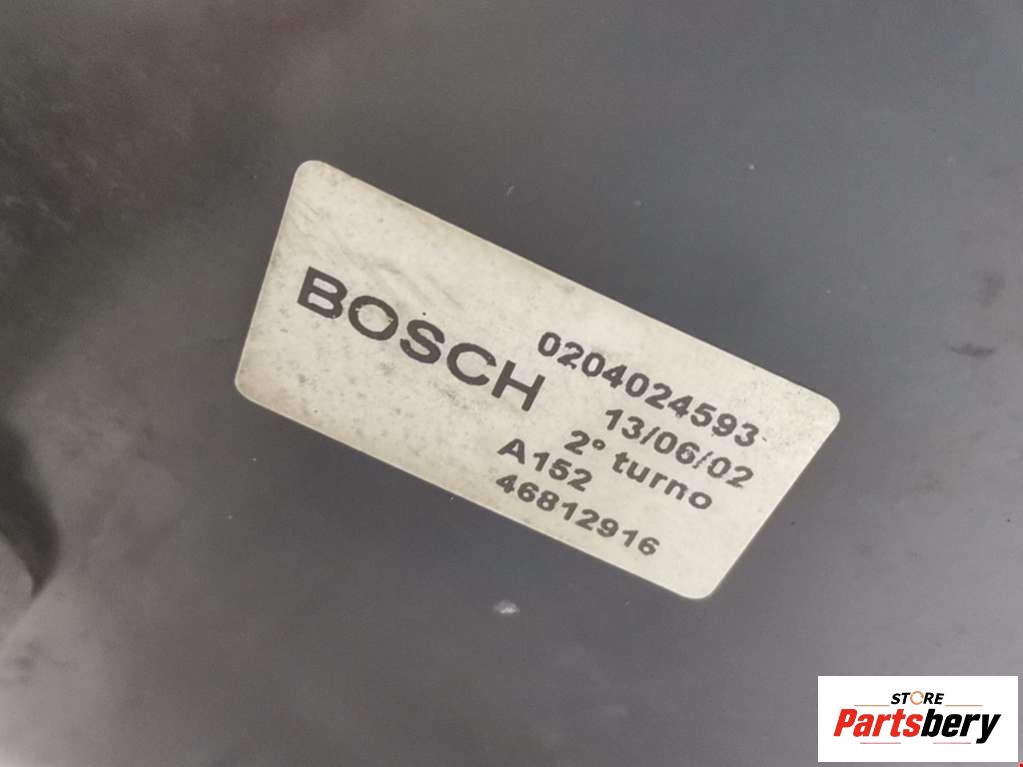 BOSCH
0204024593
13/06/02
2° turno
A152
46812916
STORE
Partsbery